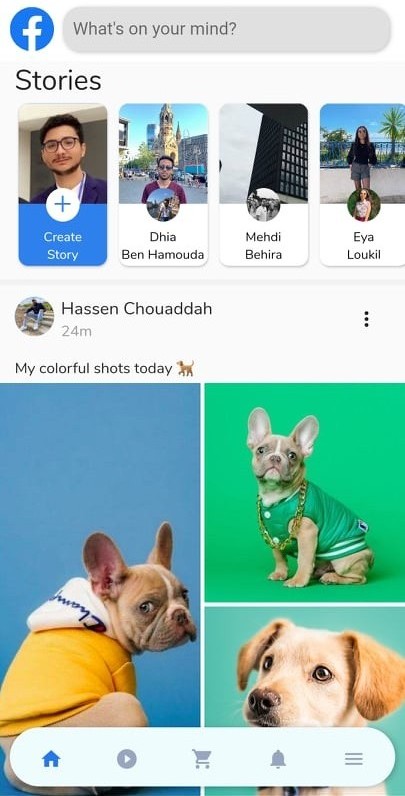 What's on your mind?
Stories
Create
Story
Dhia
Ben Hamouda
Mehdi
Behira
Eya
Loukil
Hassen Chouaddah
24m
My colorful shots today 🐕
Champ